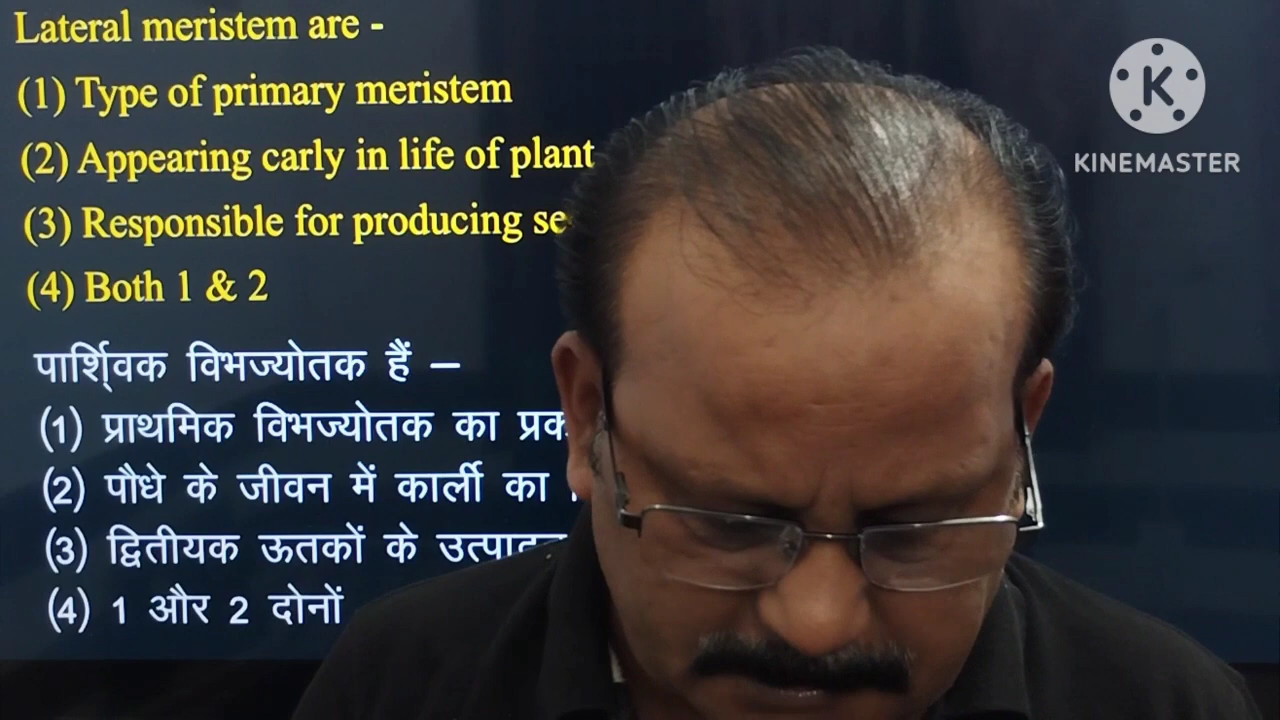 Lateral meristem are -
(1) Type of primary meristem
(2) Appearing carly in life of plant
(3) Responsible for producing
(4) Both 1 & 2
पार्श्विक विभज्योतक हैं –
(1) प्राथमिक विभज्योतक का
(2) पौधे के जीवन में कार्ली का
(3) द्वितीयक ऊतकों के
(4) 1 और 2 दोनों
K
KINEMASTER